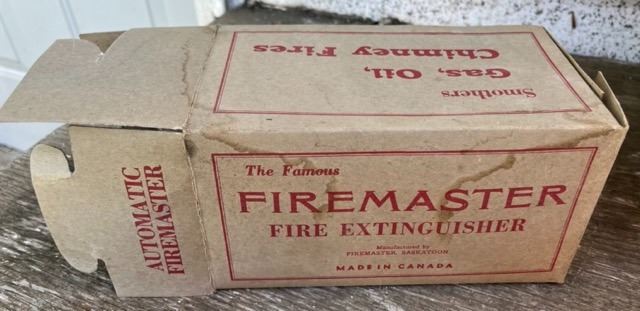 Smothers
Gas, Oil,
Chimney Fires
The Famous
FIREMASTER
FIRE EXTINGUISHER
Manufactured by
FIREMASTER, SASKATOON
MADE IN CANADA
AUTOMATIC
FIREMASTER